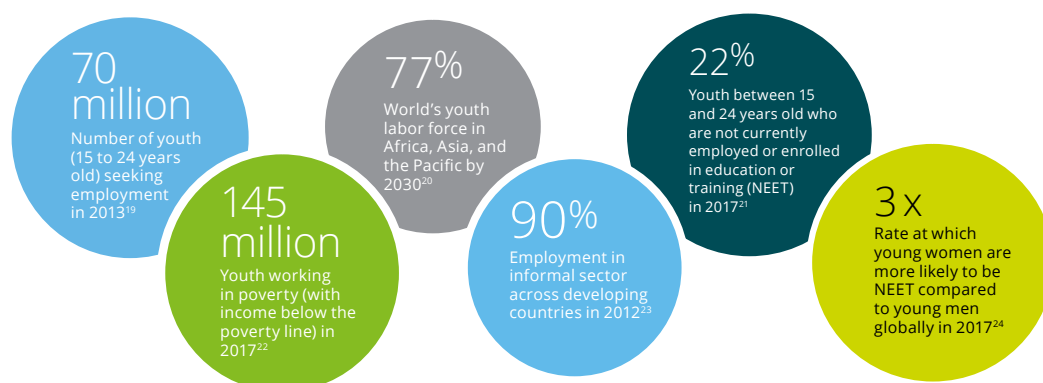 70
million
Number of youth
(15 to 24 years
old) seeking
employment
in 2013¹⁹
145
million
Youth working
in poverty (with
income below the
poverty line) in
2017²²
77%
World's youth
labor force in
Africa, Asia, and
the Pacific by
2030²⁰
90%
Employment in
informal sector
across developing
countries in 2012²³
22%
Youth between 15
and 24 years old who
are not currently
employed or enrolled
in education or
training (NEET)
in 2017²¹
3x
Rate at which
young women are
more likely to be
NEET compared
to young men
globally in 2017²⁴